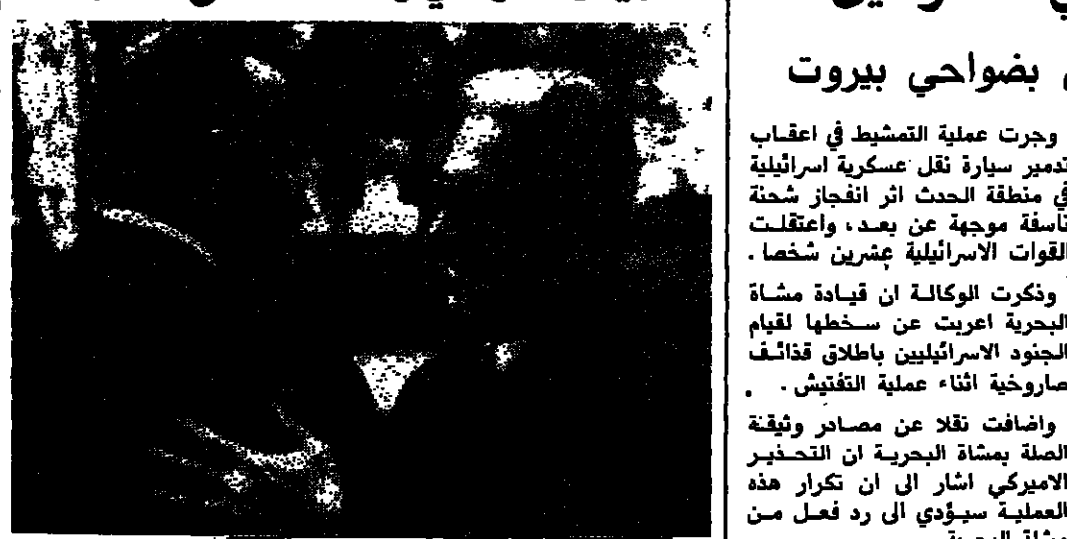 بضواحي بيروت
وجرت عملية التمشيط في اعقاب
تدمير سيارة نقل عسكرية اسرائيلية
في منطقة الحدث اثر انفجار شحنة
ناسفة موجهة عن بعد، واعتقلت
القوات الاسرائيلية عشرين شخصا .
وذكرت الوكالة ان قيادة مشاة
البحرية اعربت عن سخطها لقيام
الجنود الاسرائيليين باطلاق قذائف
صاروخية اثناء عملية التفتيش .
واضافت نقلا عن مصادر وثيقة
الصلة بمشاة البحرية ان التحذير
الاميركي اشار الى ان تكرار هذه
العملية سيؤدي الى رد فعل من